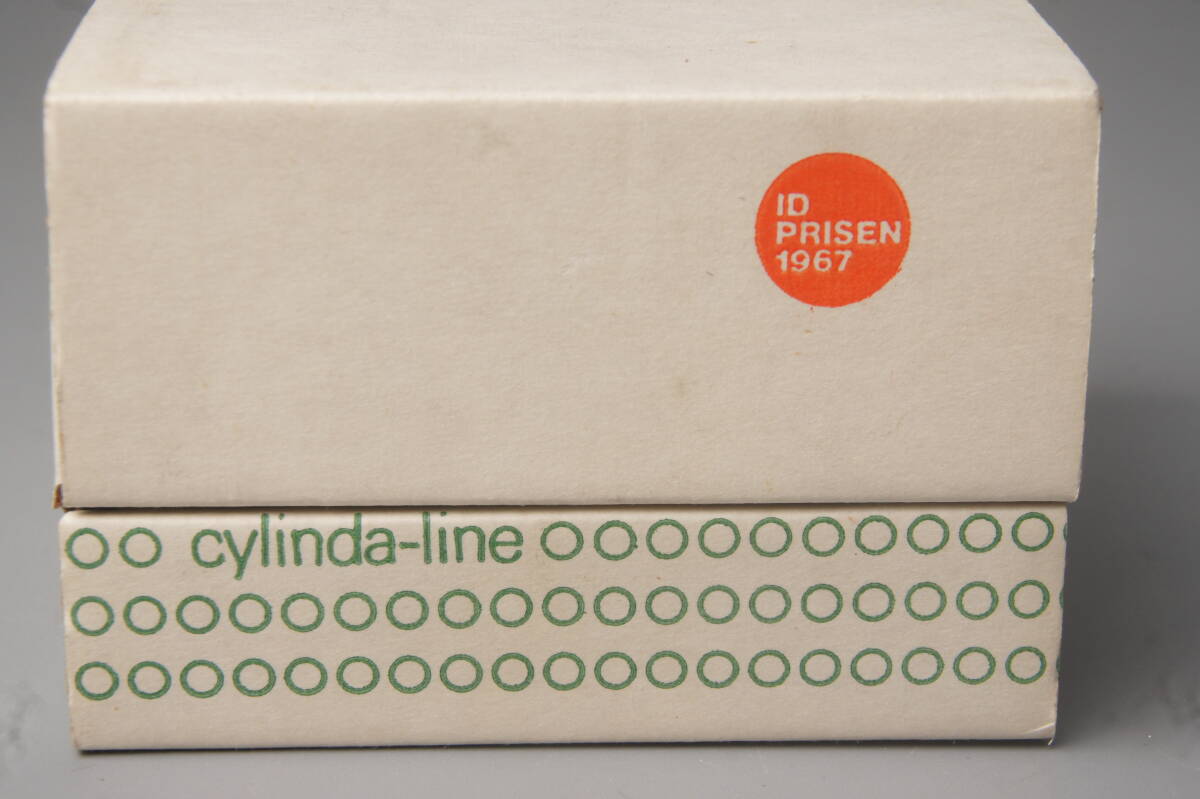 ID
PRISEN
1967
cylinda-line